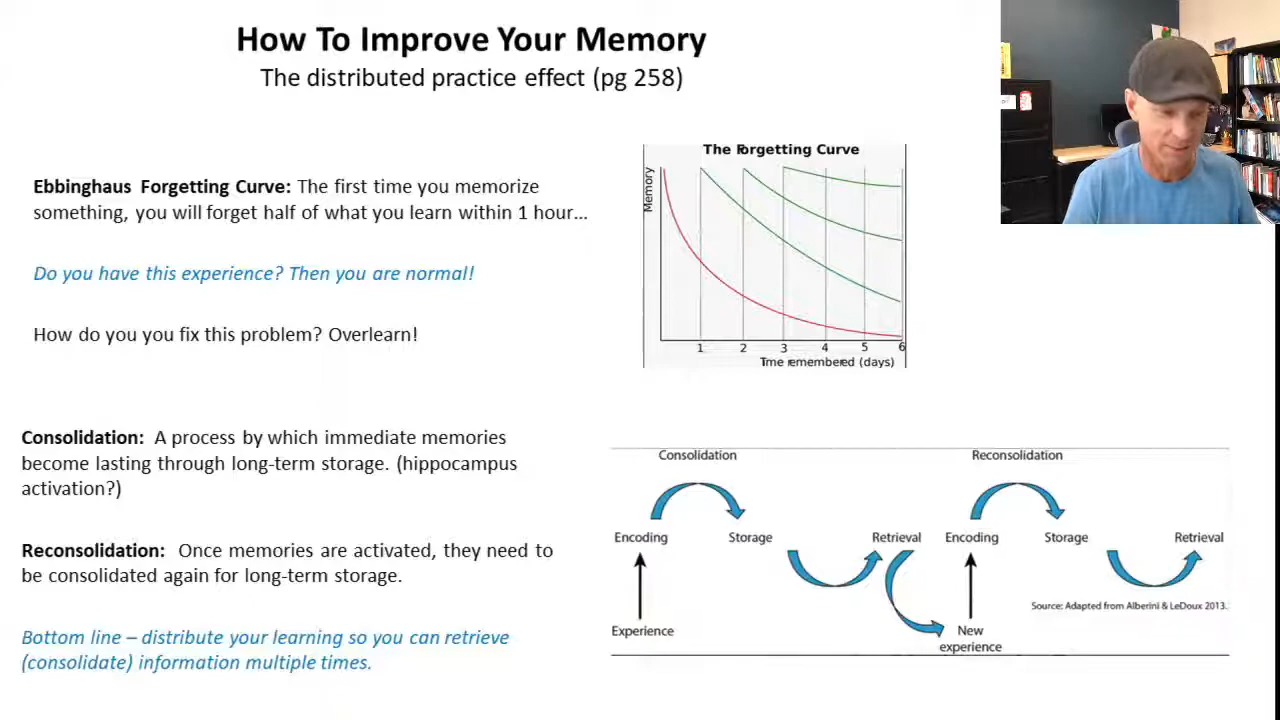 How To Improve Your Memory
The distributed practice effect (pg 258)
Ebbinghaus Forgetting Curve: The first time you memorize
something, you will forget half of what you learn within 1 hour...
Do you have this experience? Then you are normal!
How do you you fix this problem? Overlearn!
The Forgetting Curve
Memory
1 2 3 4 5 6
Time remembered (days)
Consolidation: A process by which immediate memories
become lasting through long-term storage. (hippocampus
activation?)
Reconsolidation: Once memories are activated, they need to
be consolidated again for long-term storage.
Bottom line – distribute your learning so you can retrieve
(consolidate) information multiple times.
Consolidation Reconsolidation
Encoding Storage Retrieval Encoding Storage Retrieval
Source: Adapted from Alberini & LeDoux 2013.
Experience New
experience